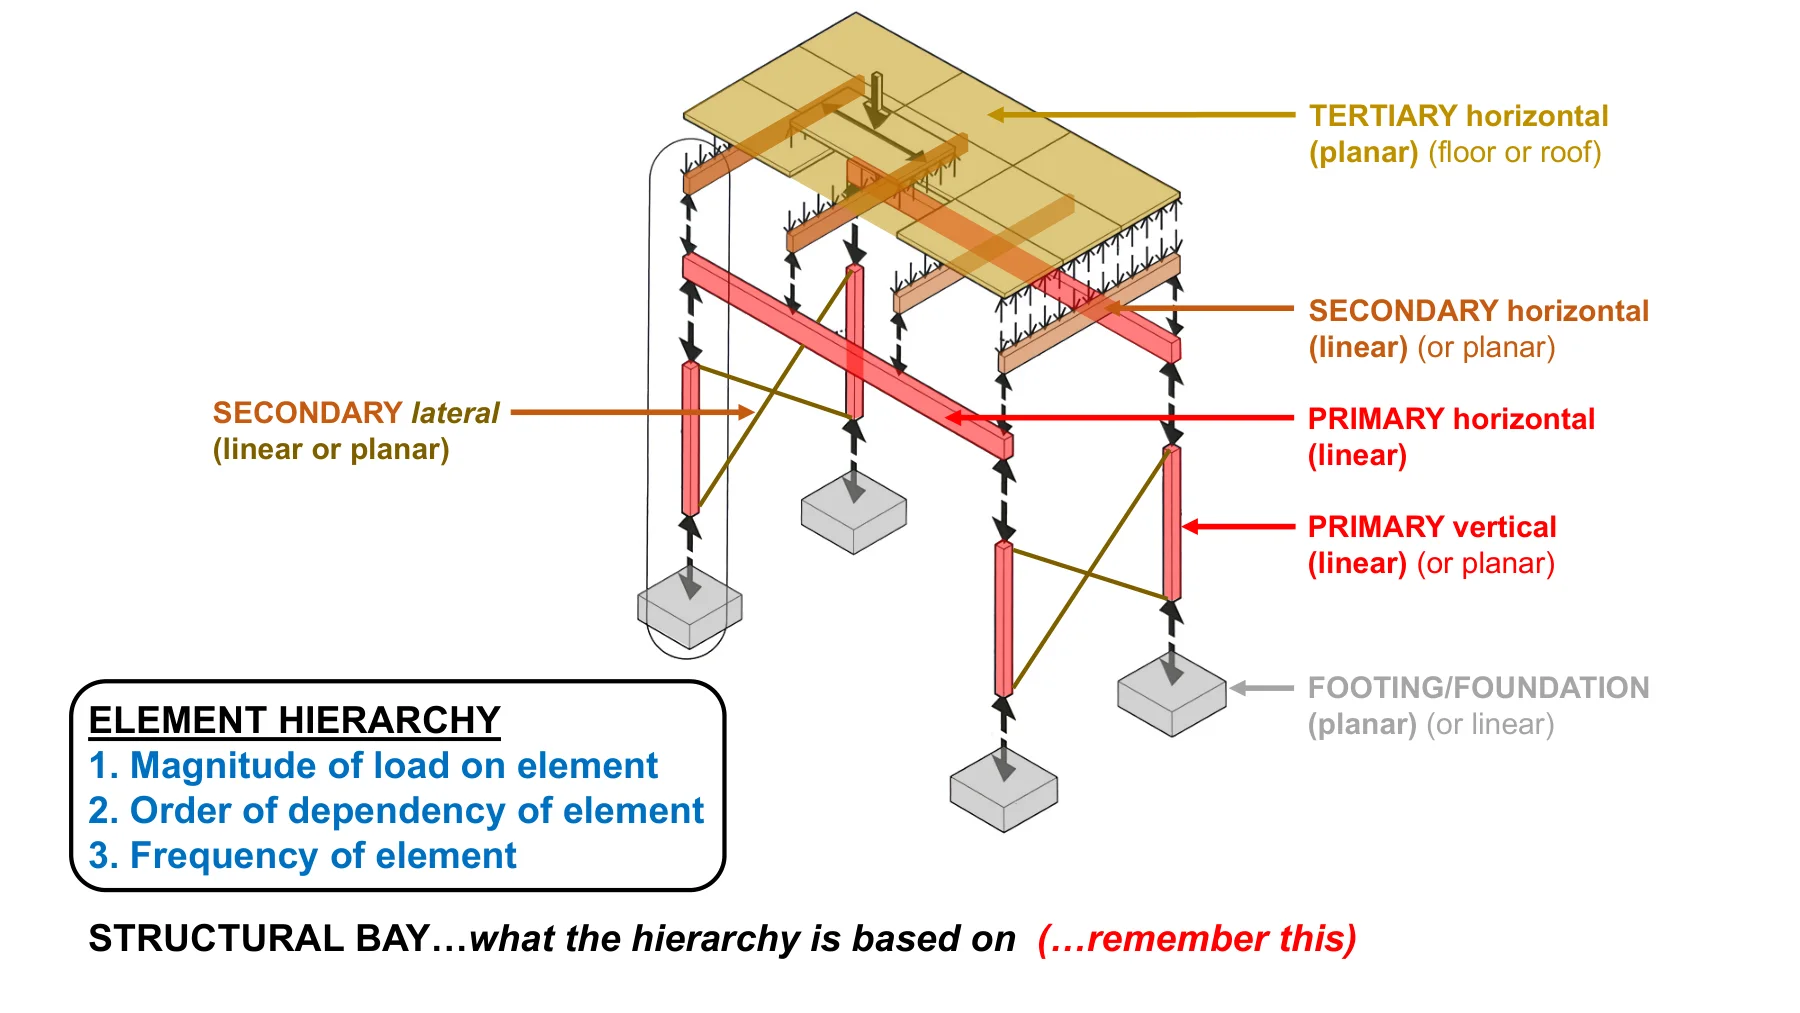 TERTIARY horizontal
(planar) (floor or roof)
SECONDARY horizontal
(linear) (or planar)
SECONDARY lateral
(linear or planar)
PRIMARY horizontal
(linear)
PRIMARY vertical
(linear) (or planar)
FOOTING/FOUNDATION
(planar) (or linear)
ELEMENT HIERARCHY
1. Magnitude of load on element
2. Order of dependency of element
3. Frequency of element
STRUCTURAL BAY…what the hierarchy is based on (…remember this)